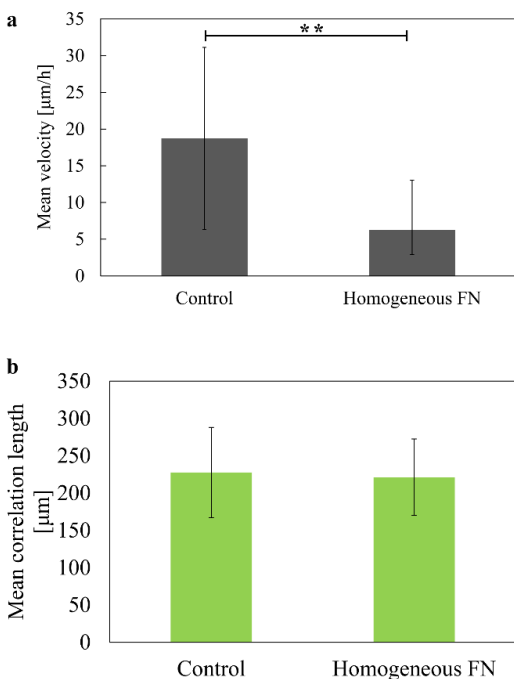 a
**
Mean velocity [µm/h]
35
30
25
20
15
10
5
0
Control
Homogeneous FN
b
Mean correlation length
[µm]
350
300
250
200
150
100
50
0
Control
Homogeneous FN